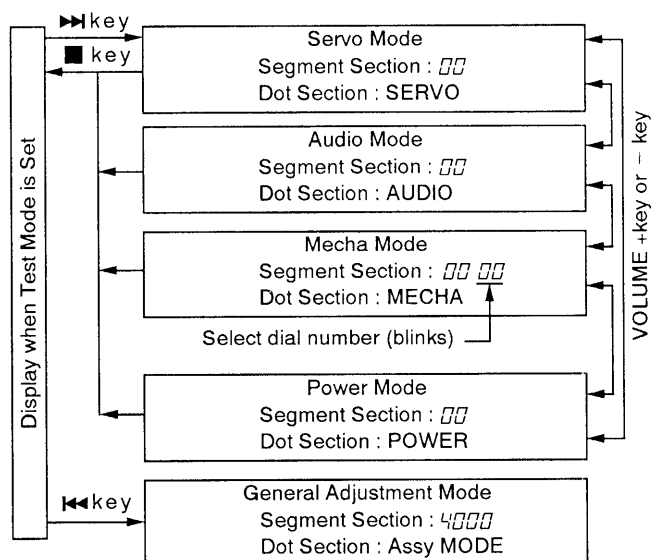 ▶▶| key
■ key
Servo Mode
Segment Section : 00
Dot Section : SERVO
Audio Mode
Segment Section : 00
Dot Section : AUDIO
Mecha Mode
Segment Section : 00 00
Dot Section : MECHA
Select dial number (blinks)
Power Mode
Segment Section : 00
Dot Section : POWER
|◀◀ key
General Adjustment Mode
Segment Section : 4000
Dot Section : Assy MODE
Display when Test Mode is Set
VOLUME +key or − key